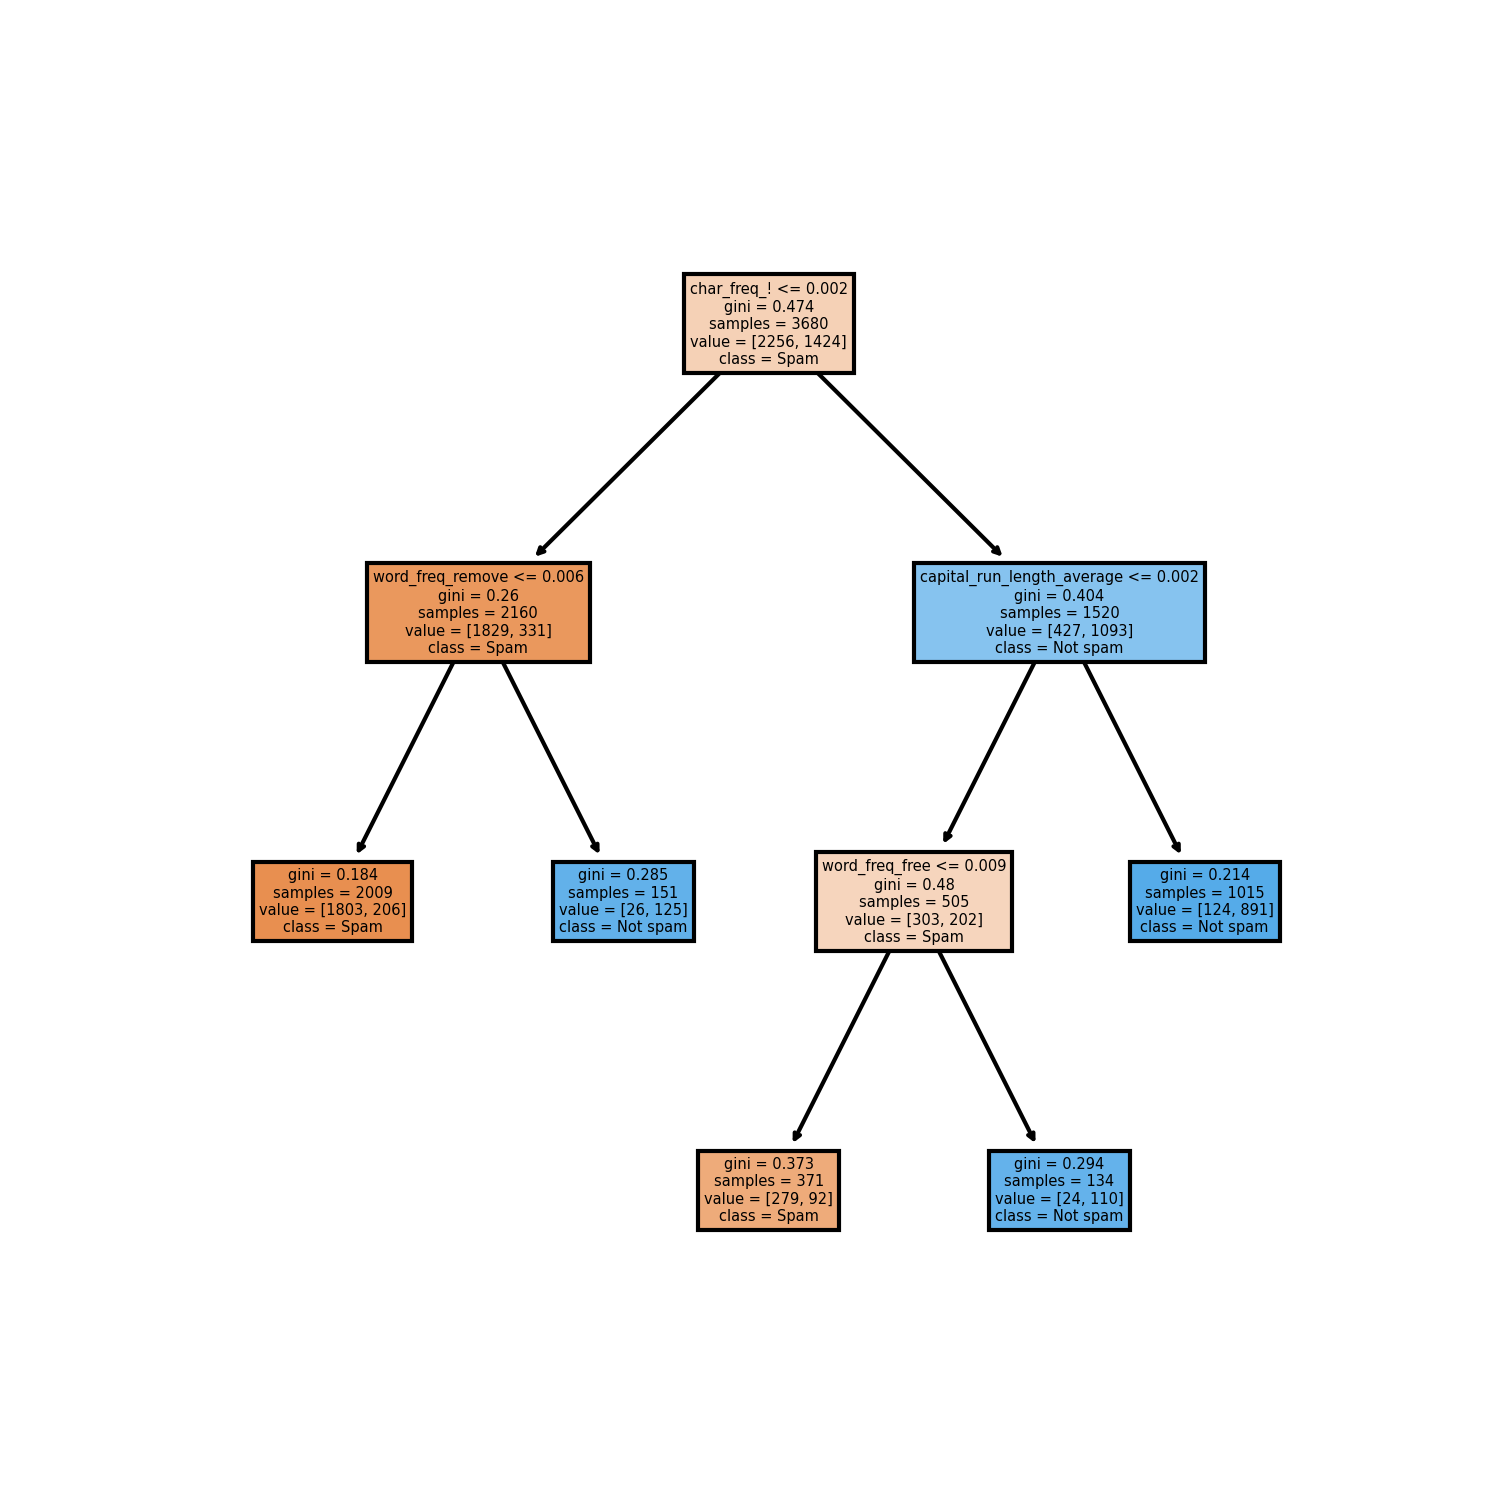 char_freq_! <= 0.002
gini = 0.474
samples = 3680
value = [2256, 1424]
class = Spam
word_freq_remove <= 0.006
gini = 0.26
samples = 2160
value = [1829, 331]
class = Spam
capital_run_length_average <= 0.002
gini = 0.404
samples = 1520
value = [427, 1093]
class = Not spam
gini = 0.184
samples = 2009
value = [1803, 206]
class = Spam
gini = 0.285
samples = 151
value = [26, 125]
class = Not spam
word_freq_free <= 0.009
gini = 0.48
samples = 505
value = [303, 202]
class = Spam
gini = 0.214
samples = 1015
value = [124, 891]
class = Not spam
gini = 0.373
samples = 371
value = [279, 92]
class = Spam
gini = 0.294
samples = 134
value = [24, 110]
class = Not spam